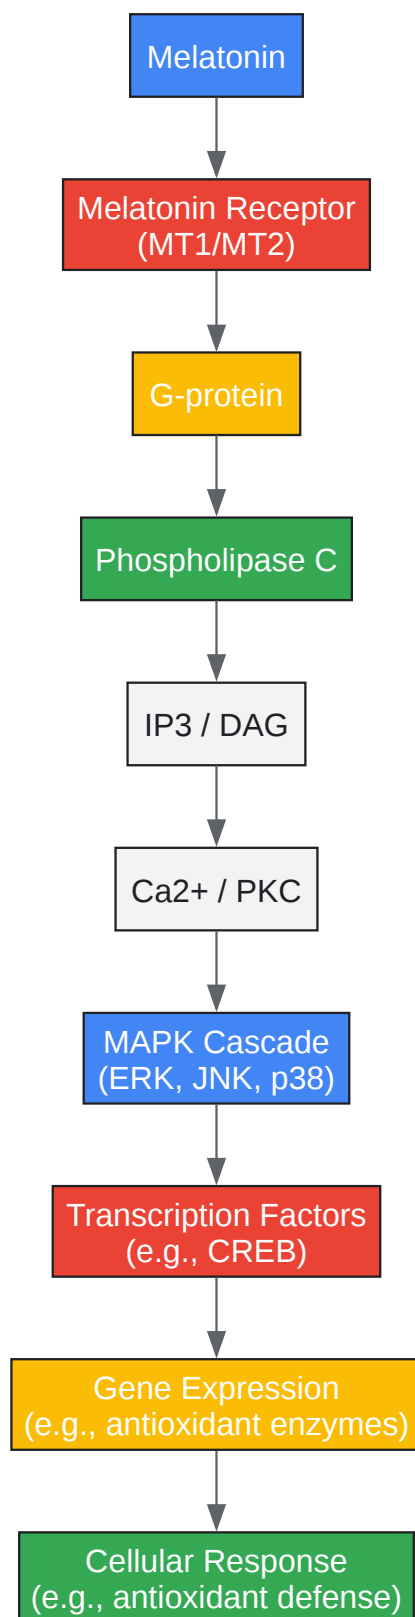 Melatonin
Melatonin Receptor
(MT1/MT2)
G-protein
Phospholipase C
IP3 / DAG
Ca2+ / PKC
MAPK Cascade
(ERK, JNK, p38)
Transcription Factors
(e.g., CREB)
Gene Expression
(e.g., antioxidant enzymes)
Cellular Response
(e.g., antioxidant defense)